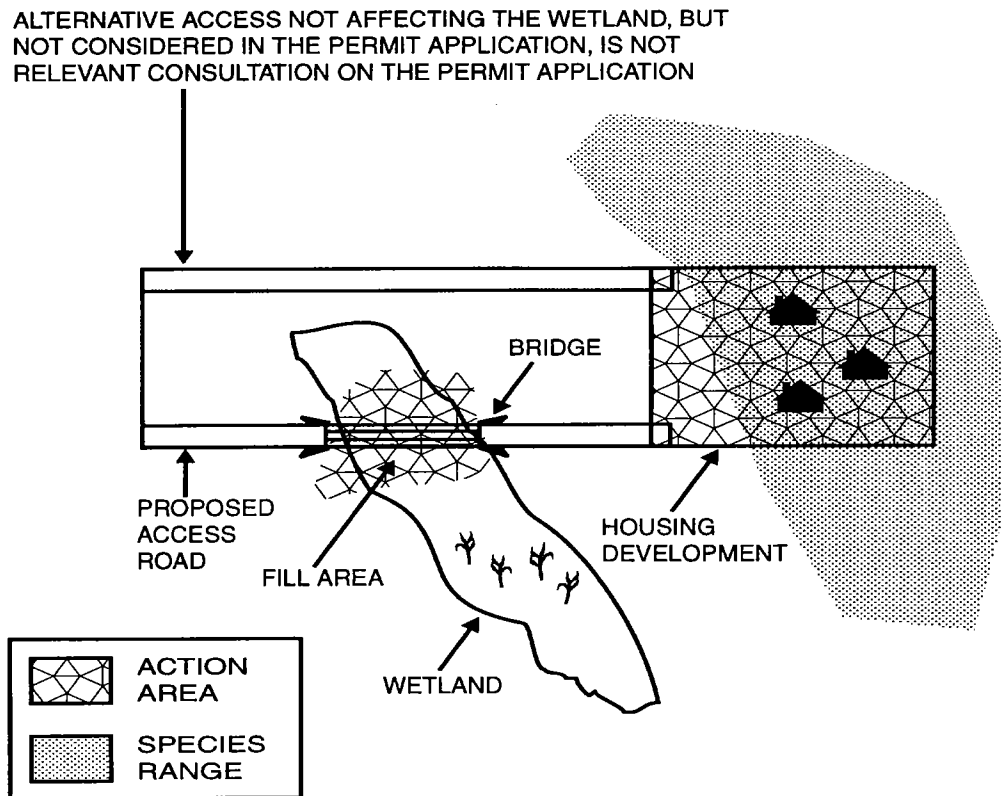 ALTERNATIVE ACCESS NOT AFFECTING THE WETLAND, BUT
NOT CONSIDERED IN THE PERMIT APPLICATION, IS NOT
RELEVANT CONSULTATION ON THE PERMIT APPLICATION
BRIDGE
PROPOSED
ACCESS
ROAD
FILL AREA
HOUSING
DEVELOPMENT
WETLAND
ACTION
AREA
SPECIES
RANGE